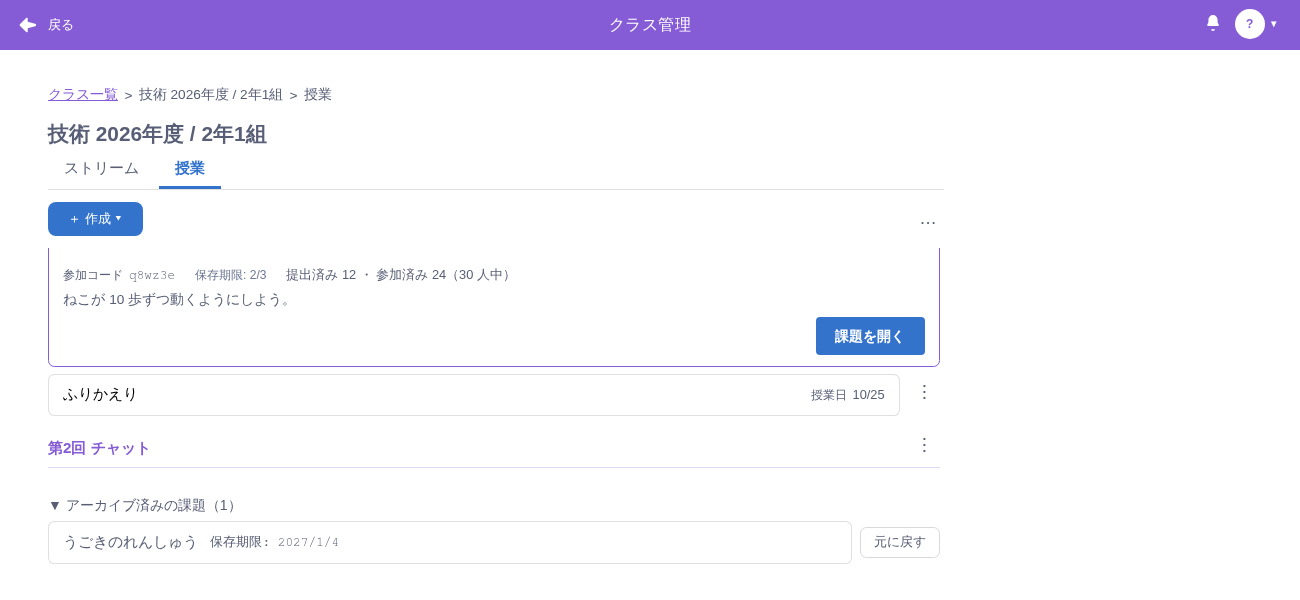 戻る
クラス管理
?
クラス一覧 > 技術 2026年度 / 2年1組 > 授業
技術 2026年度 / 2年1組
ストリーム 授業
+ 作成 ▾
…
参加コード q8wz3e 保存期限: 2/3 提出済み 12 ・ 参加済み 24（30 人中）
ねこが 10 歩ずつ動くようにしよう。
課題を開く
ふりかえり 授業日 10/25
第2回 チャット
▼ アーカイブ済みの課題（1）
うごきのれんしゅう 保存期限: 2027/1/4 元に戻す